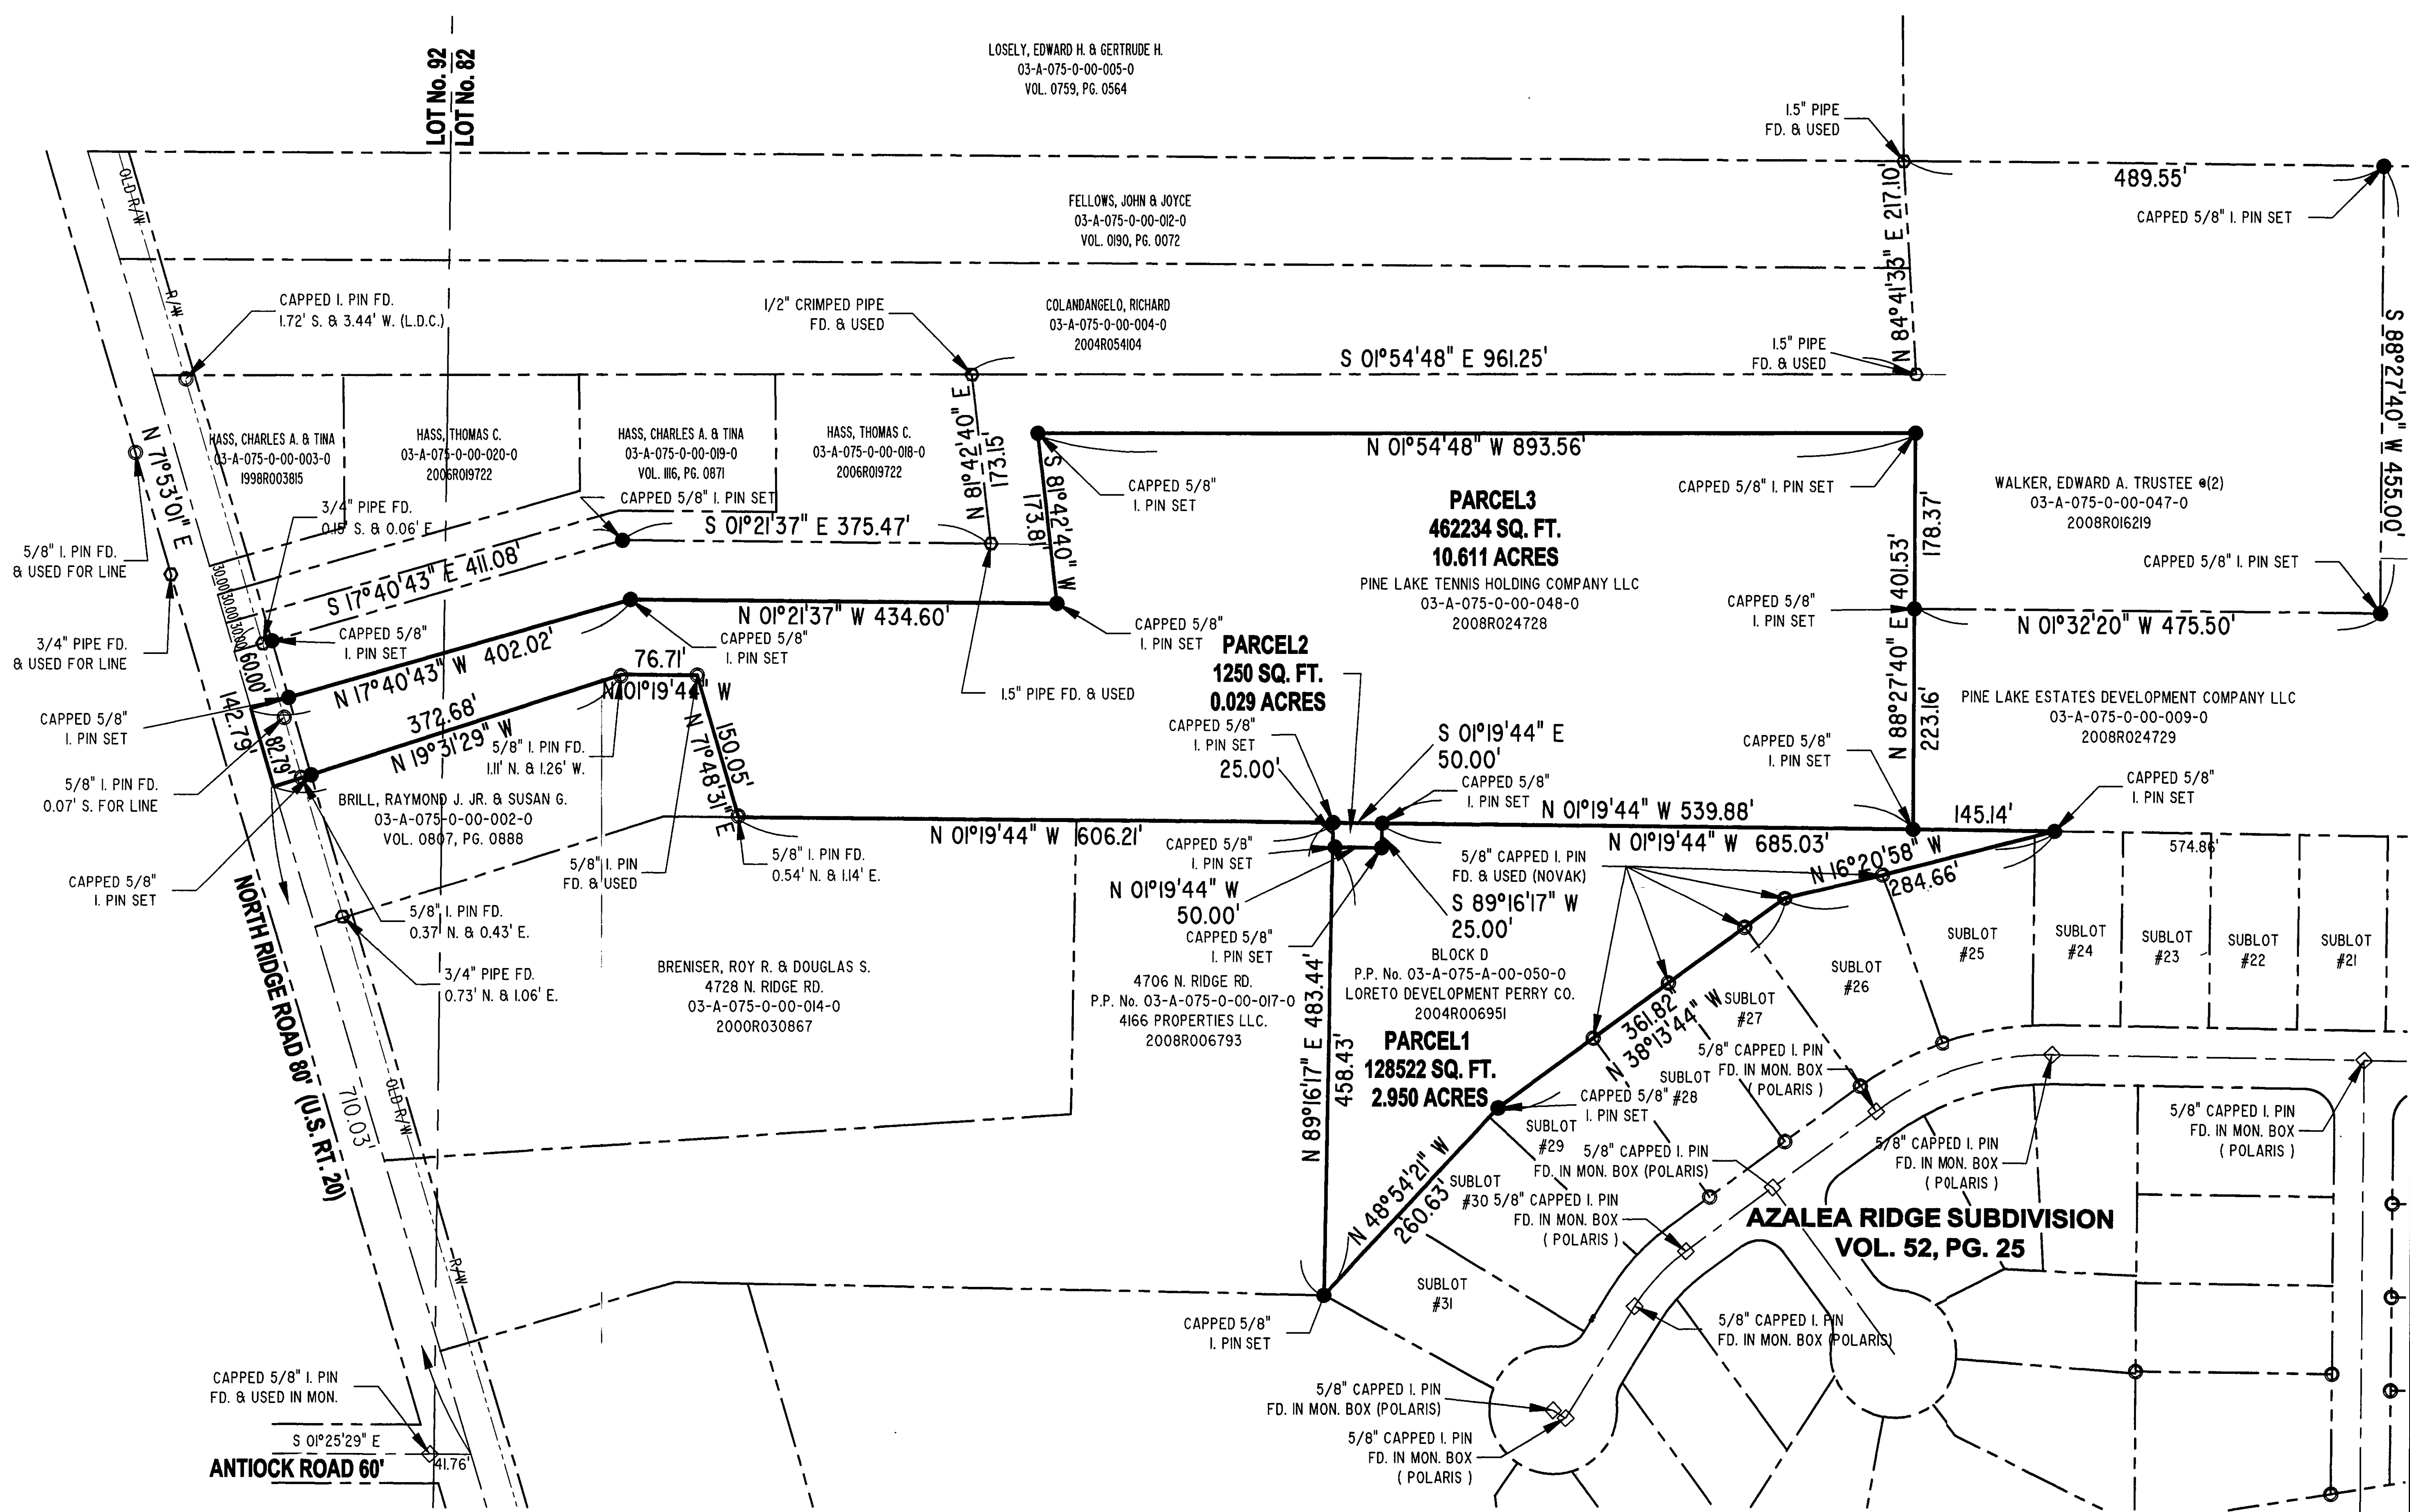 LOT No. 92
LOT No. 82
LOSELY, EDWARD H. & GERTRUDE H.
03-A-075-0-00-005-0
VOL. 0759, PG. 0564
1.5" PIPE
FD. & USED
489.55'
CAPPED 5/8" I. PIN SET
OLD R/W
FELLOWS, JOHN & JOYCE
03-A-075-0-00-012-0
VOL. 0190, PG. 0072
N 84°41'33" E 217.10'
R/W
CAPPED I. PIN FD.
1.72' S. & 3.44' W. (L.D.C.)
1/2" CRIMPED PIPE
FD. & USED
COLANDANGELO, RICHARD
03-A-075-0-00-004-0
2004R054104
S 01°54'48" E 961.25'
1.5" PIPE
FD. & USED
S 88°27'40" W 455.00'
N 71°53'01" E
HASS, CHARLES A. & TINA
03-A-075-0-00-003-0
1998R003815
HASS, THOMAS C.
03-A-075-0-00-020-0
2006R019722
HASS, CHARLES A. & TINA
03-A-075-0-00-019-0
VOL. 1116, PG. 0871
HASS, THOMAS C.
03-A-075-0-00-018-0
2006R019722
N 81°42'40" E
173.15'
N 01°54'48" W 893.56'
S 81°42'40" W
173.81'
CAPPED 5/8"
I. PIN SET
CAPPED 5/8" I. PIN SET
PARCEL3
462234 SQ. FT.
10.611 ACRES
PINE LAKE TENNIS HOLDING COMPANY LLC
03-A-075-0-00-048-0
2008R024728
178.37'
WALKER, EDWARD A. TRUSTEE @(2)
03-A-075-0-00-047-0
2008R016219
CAPPED 5/8" I. PIN SET
3/4" PIPE FD.
0.15' S. & 0.06' E.
CAPPED 5/8" I. PIN SET
S 01°21'37" E 375.47'
5/8" I. PIN FD.
& USED FOR LINE
S 17°40'43" E 411.08'
30.00'
30.00'
30.00'
60.00'
3/4" PIPE FD.
& USED FOR LINE
CAPPED 5/8"
I. PIN SET
N 17°40'43" W 402.02'
CAPPED 5/8"
I. PIN SET
N 01°21'37" W 434.60'
CAPPED 5/8"
I. PIN SET
1.5" PIPE FD. & USED
CAPPED 5/8"
I. PIN SET
N 88°27'40" E 401.53'
223.16'
N 01°32'20" W 475.50'
PARCEL2
1250 SQ. FT.
0.029 ACRES
CAPPED 5/8"
I. PIN SET
25.00'
S 01°19'44" E
50.00'
CAPPED 5/8"
I. PIN SET
CAPPED 5/8"
I. PIN SET
PINE LAKE ESTATES DEVELOPMENT COMPANY LLC
03-A-075-0-00-009-0
2008R024729
CAPPED 5/8"
I. PIN SET
76.71'
N 01°19'44" W
372.68'
N 19°31'29" W
5/8" I. PIN FD.
1.11' N. & 1.26' W.
150.05'
N 71°48'31" E
CAPPED 5/8"
I. PIN SET
142.79'
82.79'
5/8" I. PIN FD.
0.07' S. FOR LINE
BRILL, RAYMOND J. JR. & SUSAN G.
03-A-075-0-00-002-0
VOL. 0807, PG. 0888
N 01°19'44" W 606.21'
5/8" I. PIN
FD. & USED
5/8" I. PIN FD.
0.54' N. & 1.14' E.
CAPPED 5/8"
I. PIN SET
N 01°19'44" W 539.88'
145.14'
N 01°19'44" W 685.03'
5/8" CAPPED I. PIN
FD. & USED (NOVAK)
N 16°20'58" W
284.66'
574.86'
CAPPED 5/8"
I. PIN SET
5/8" I. PIN FD.
0.37' N. & 0.43' E.
NORTH RIDGE ROAD 80' (U.S. RT. 20)
3/4" PIPE FD.
0.73' N. & 1.06' E.
N 01°19'44" W
50.00'
CAPPED 5/8"
I. PIN SET
S 89°16'17" W
25.00'
BRENISER, ROY R. & DOUGLAS S.
4728 N. RIDGE RD.
03-A-075-0-00-014-0
2000R030867
4706 N. RIDGE RD.
P.P. No. 03-A-075-0-00-017-0
4166 PROPERTIES LLC.
2008R006793
BLOCK D
P.P. No. 03-A-075-A-00-050-0
LORETO DEVELOPMENT PERRY CO.
2004R006951
N 89°16'17" E 483.44'
458.43'
PARCEL1
128522 SQ. FT.
2.950 ACRES
361.82'
N 38°13'44" W
SUBLOT
#21
SUBLOT
#22
SUBLOT
#23
SUBLOT
#24
SUBLOT
#25
SUBLOT
#26
SUBLOT
#27
SUBLOT
#28
SUBLOT
#29
SUBLOT
#30
SUBLOT
#31
5/8" CAPPED I. PIN
FD. IN MON. BOX
( POLARIS )
CAPPED 5/8"
I. PIN SET
5/8" CAPPED I. PIN
FD. IN MON. BOX (POLARIS)
5/8" CAPPED I. PIN
FD. IN MON. BOX
( POLARIS )
5/8" CAPPED I. PIN
FD. IN MON. BOX
( POLARIS )
5/8" CAPPED I. PIN
FD. IN MON. BOX
( POLARIS )
710.03'
OLD R/W
R/W
N 48°54'21" W
260.63'
AZALEA RIDGE SUBDIVISION
VOL. 52, PG. 25
CAPPED 5/8"
I. PIN SET
5/8" CAPPED I. PIN
FD. IN MON. BOX (POLARIS)
5/8" CAPPED I. PIN
FD. IN MON. BOX (POLARIS)
5/8" CAPPED I. PIN
FD. IN MON. BOX
( POLARIS )
CAPPED 5/8" I. PIN
FD. & USED IN MON.
S 01°25'29" E
41.76'
ANTIOCK ROAD 60'